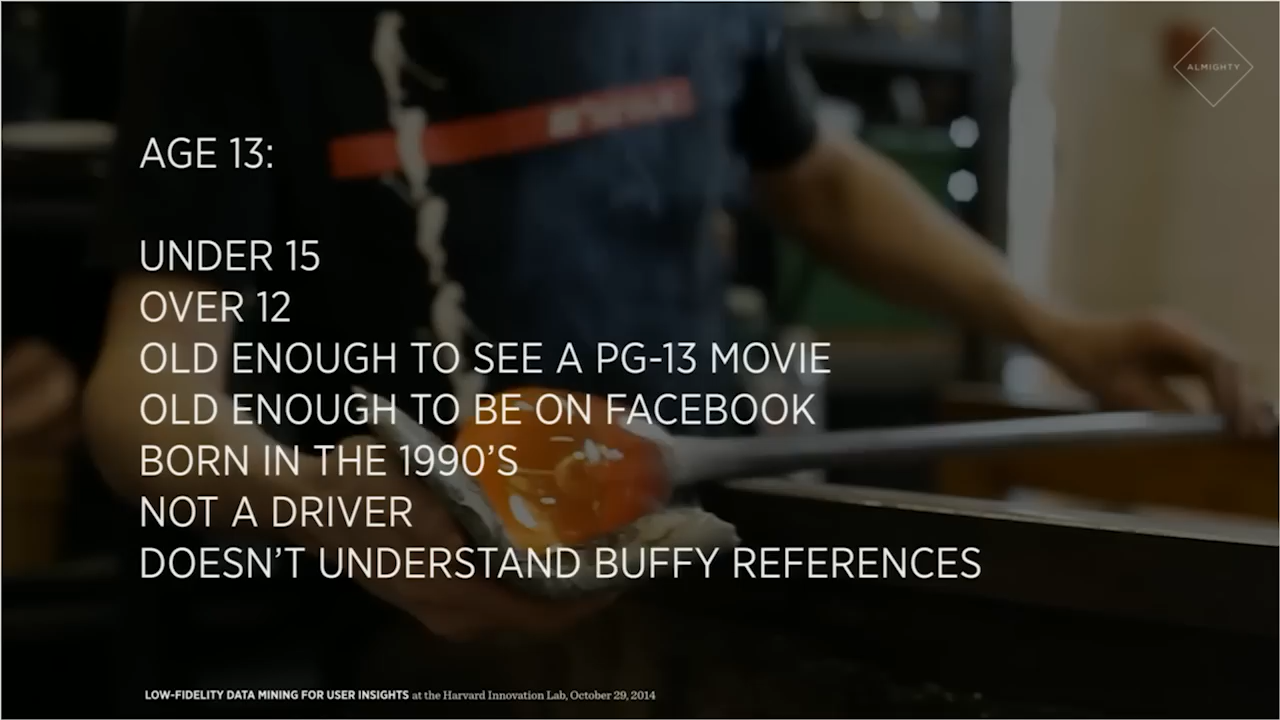 ALMIGHTY
AGE 13:
UNDER 15
OVER 12
OLD ENOUGH TO SEE A PG-13 MOVIE
OLD ENOUGH TO BE ON FACEBOOK
BORN IN THE 1990’S
NOT A DRIVER
DOESN’T UNDERSTAND BUFFY REFERENCES
LOW-FIDELITY DATA MINING FOR USER INSIGHTS at the Harvard Innovation Lab, October 29, 2014